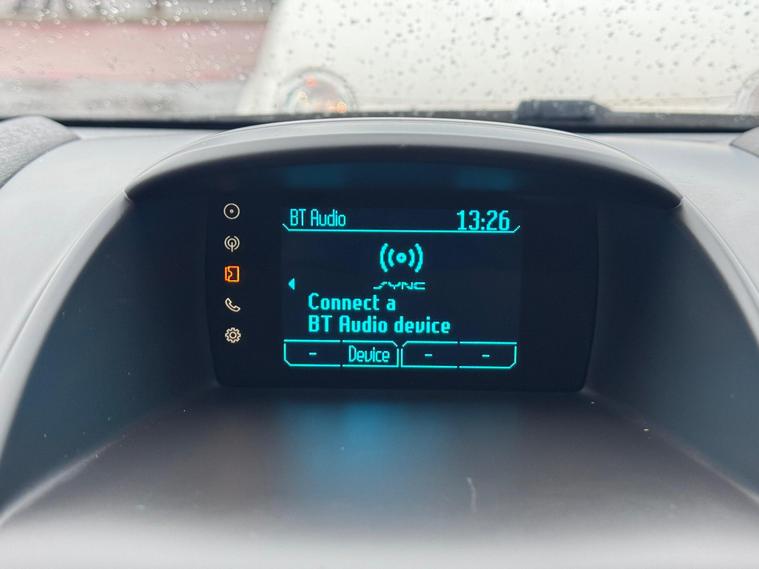 BT Audio 13:26
SYNC
Connect a
BT Audio device
- Device - -